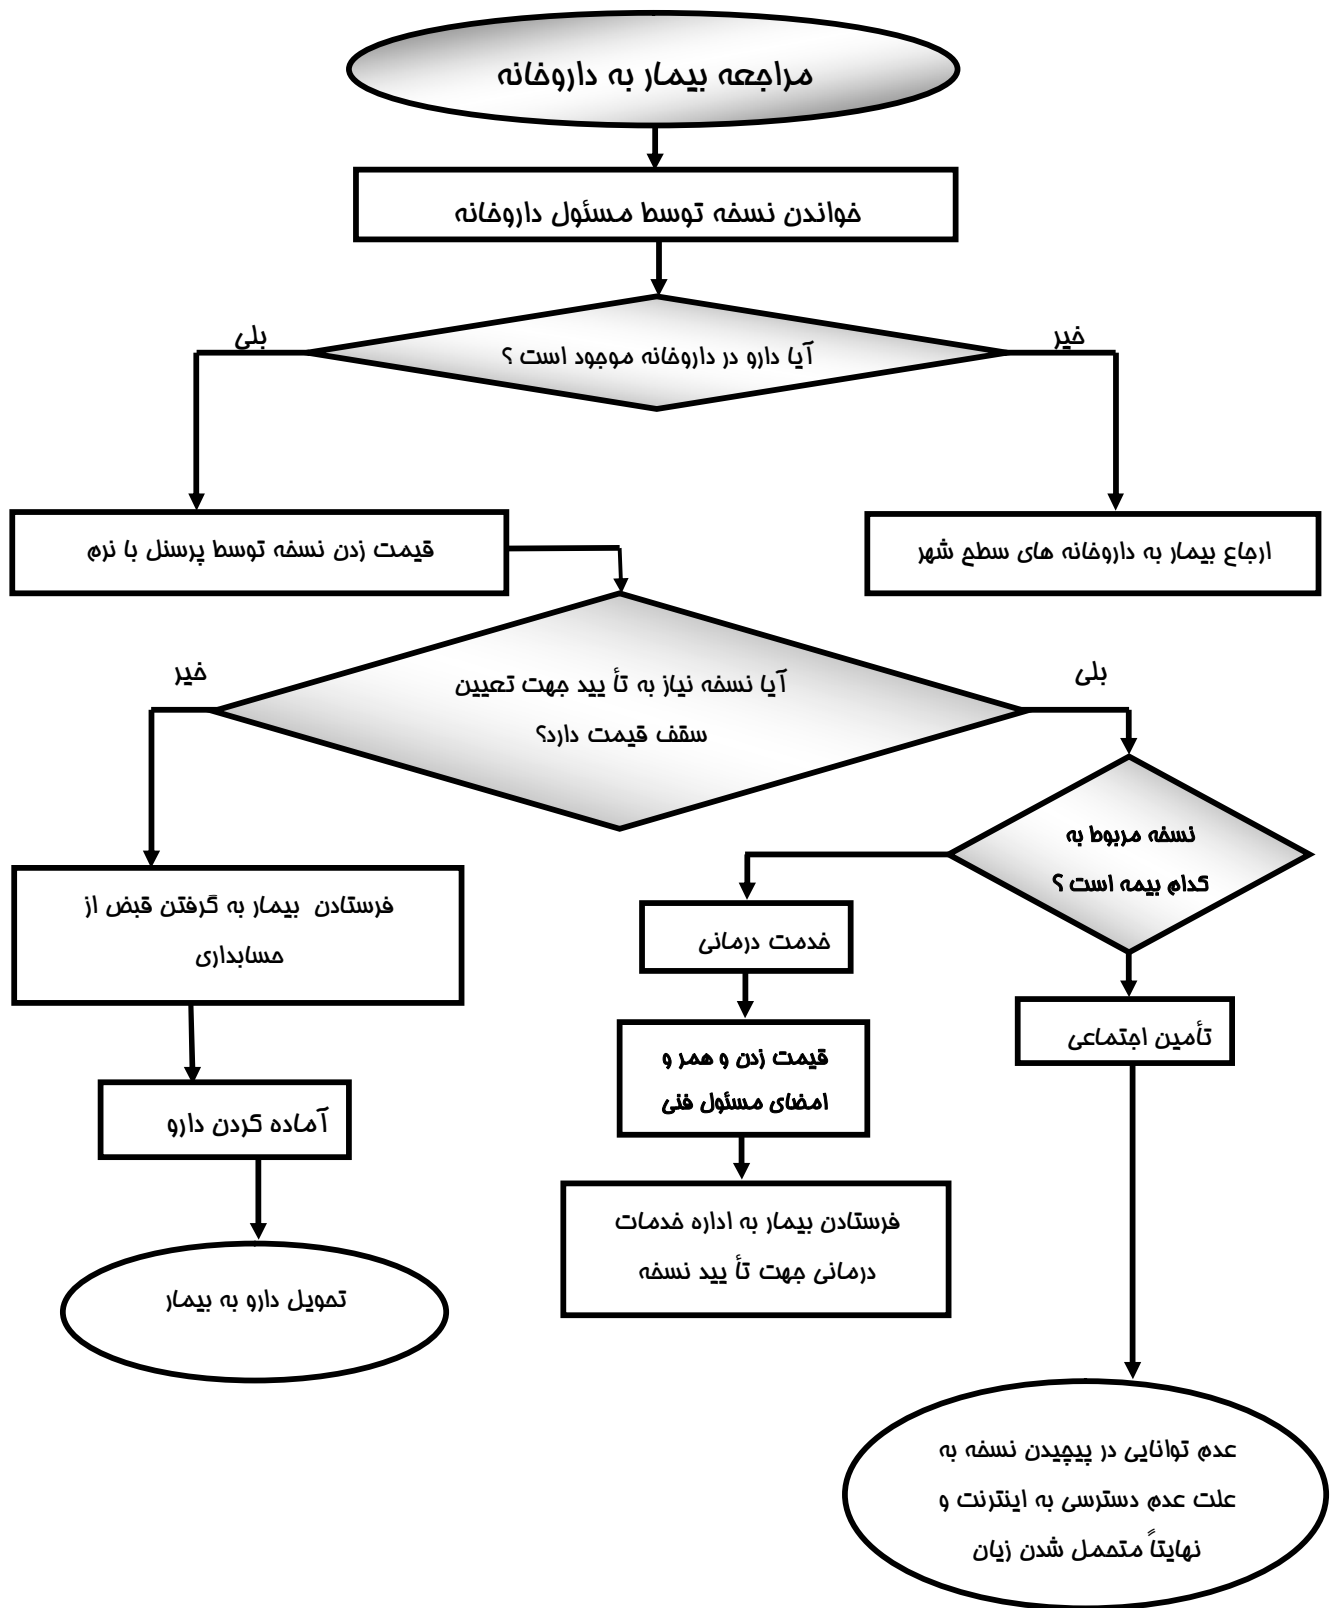 مراجعه بیمار به داروخانه
خواندن نسخه توسط مسئول داروخانه
آیا دارو در داروخانه موجود است ؟
خیر
بلی
ارجاع بیمار به داروخانه های سطح شهر
قیمت زدن نسخه توسط پرسنل با نرم
آیا نسخه نیاز به تأ یید جهت تعیین
سقف قیمت دارد؟
بلی
خیر
نسخه مربوط به
کدام بیمه است ؟
فرستادن بیمار به گرفتن قبض از
حسابداری
خدمت درمانی
تأمین اجتماعی
قیمت زدن و همر و
امضای مسئول فنی
آماده کردن دارو
فرستادن بیمار به اداره خدمات
درمانی جهت تأ یید نسخه
تحویل دارو به بیمار
عدم توانایی در پیچیدن نسخه به
علت عدم دسترسی به اینترنت و
نهایتاً متحمل شدن زیان